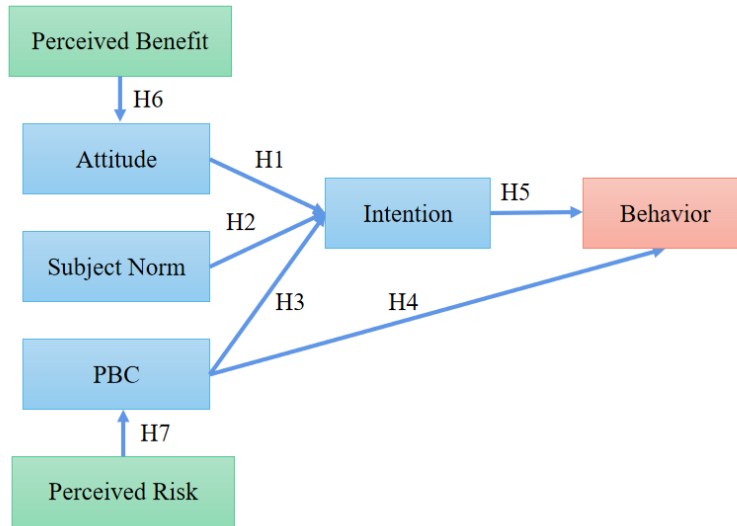 Perceived Benefit
H6
Attitude
H1
Intention
H5
Behavior
H2
Subject Norm
H3
H4
PBC
H7
Perceived Risk